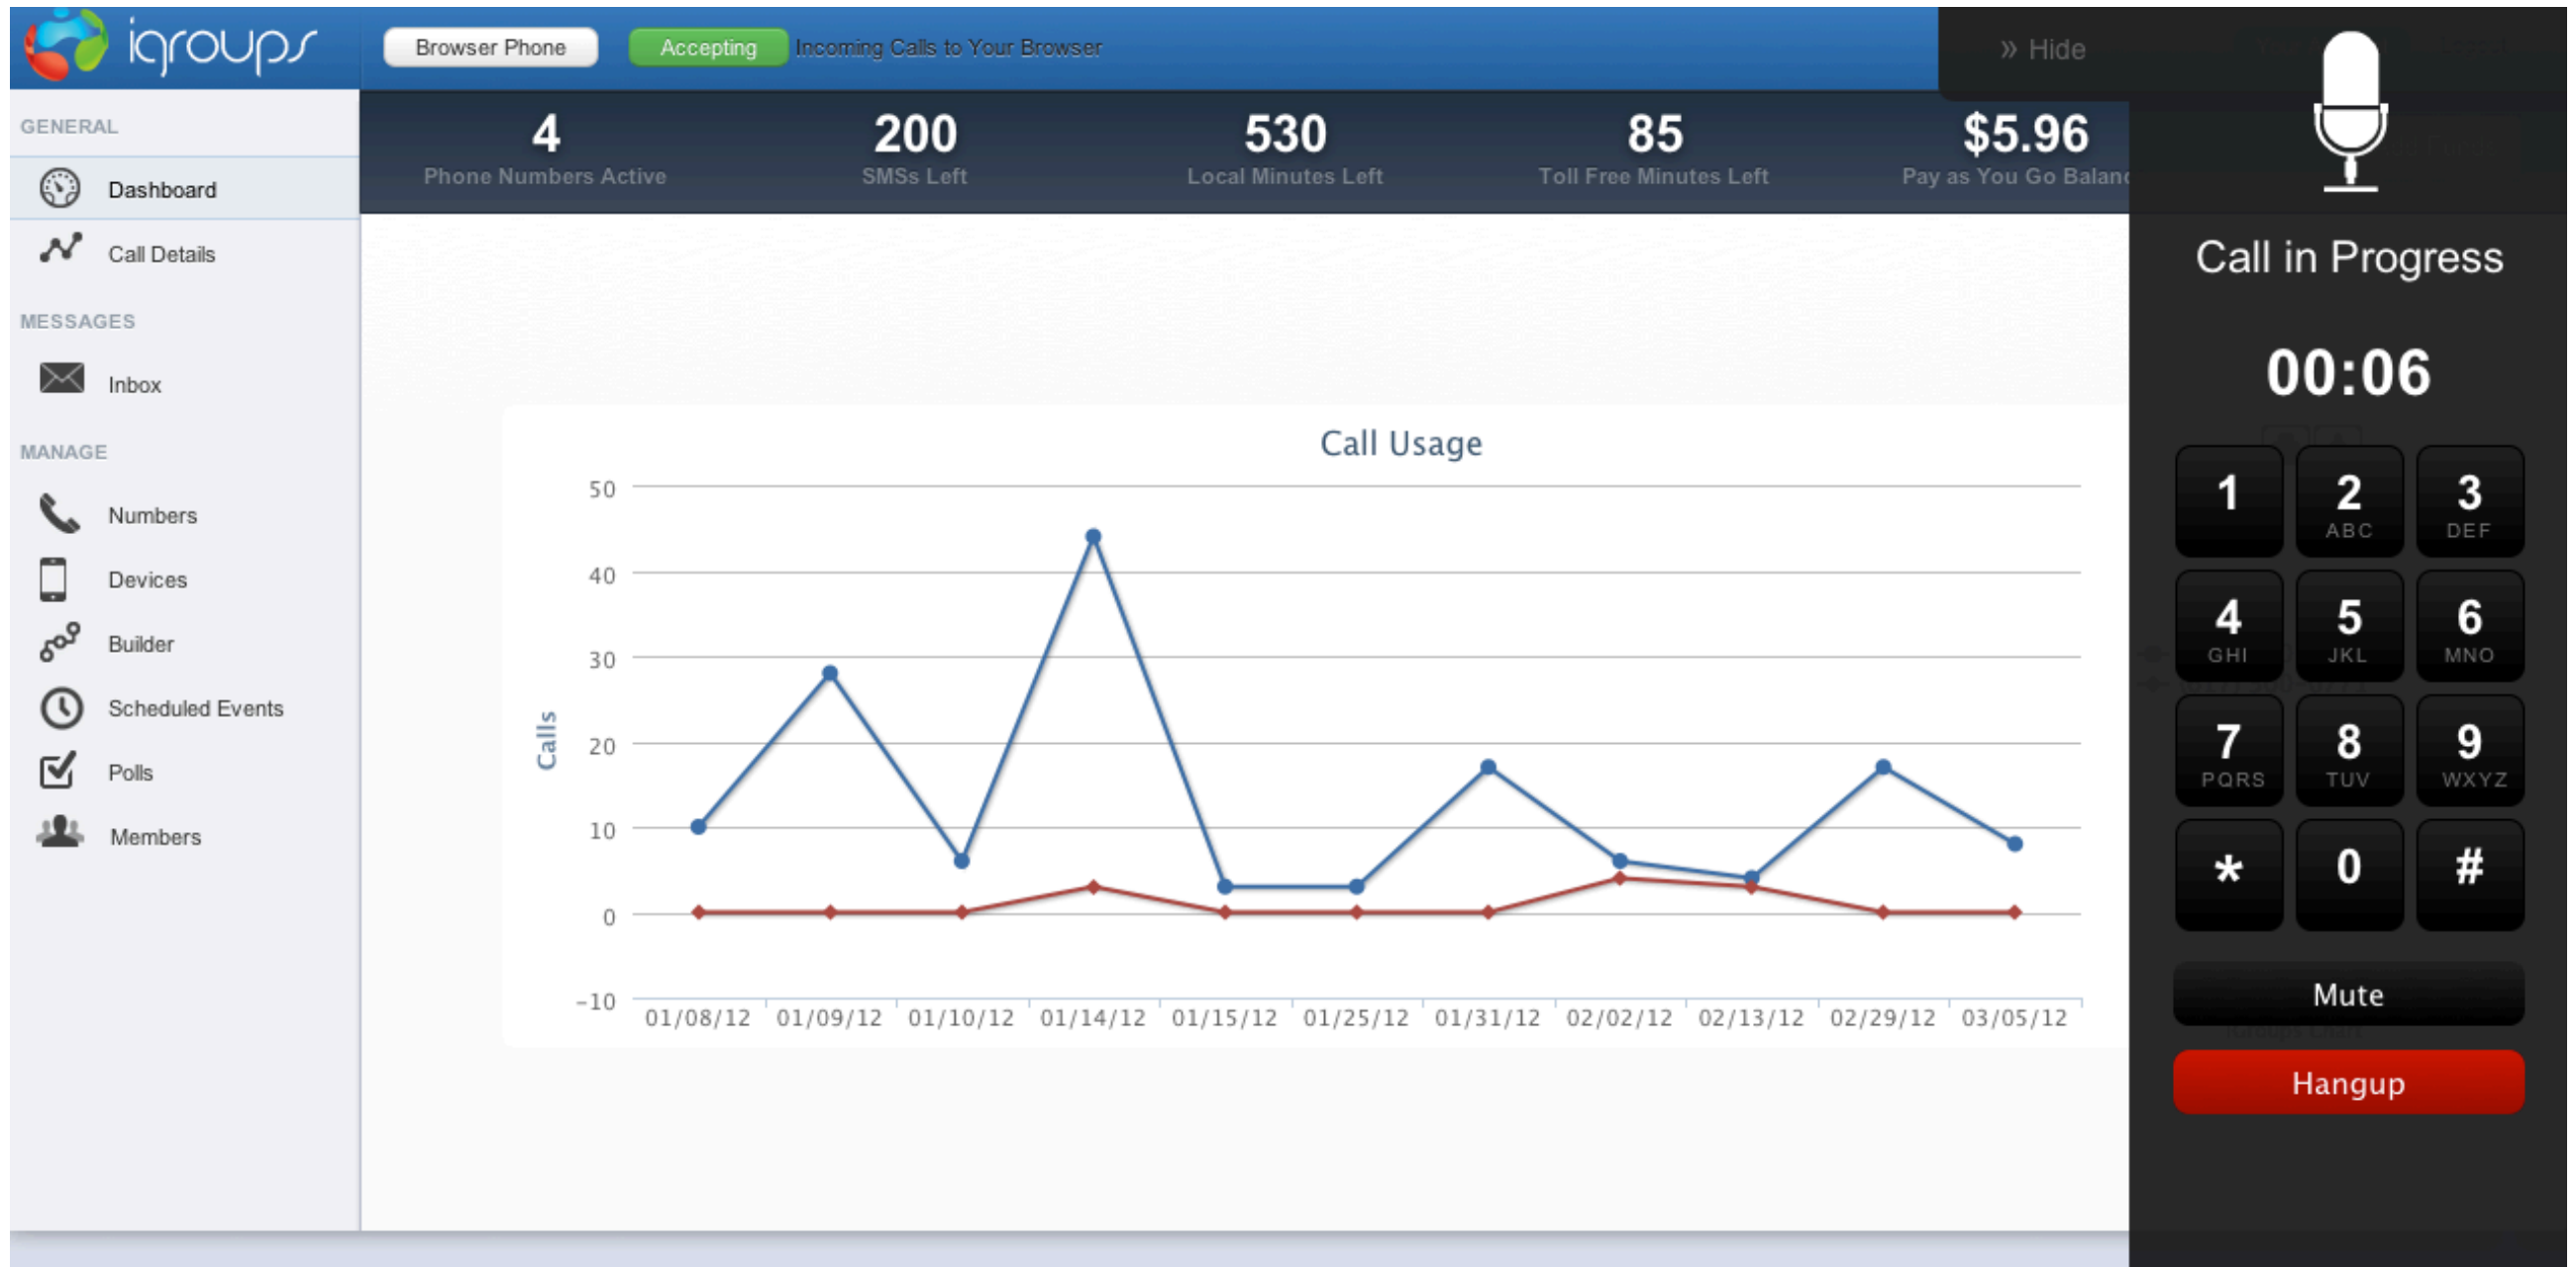 igroups
Browser Phone Accepting Incoming Calls to Your Browser
» Hide
GENERAL
Dashboard
Call Details
MESSAGES
Inbox
MANAGE
Numbers
Devices
Builder
Scheduled Events
Polls
Members
4 200 530 85 $5.96
Phone Numbers Active SMSs Left Local Minutes Left Toll Free Minutes Left Pay as You Go Balanc
Call Usage
Calls
50
40
30
20
10
0
-10
01/08/12 01/09/12 01/10/12 01/14/12 01/15/12 01/25/12 01/31/12 02/02/12 02/13/12 02/29/12 03/05/12
Call in Progress
00:06
1 2 3
ABC DEF
4 5 6
GHI JKL MNO
7 8 9
PQRS TUV WXYZ
* 0 #
Mute
Hangup